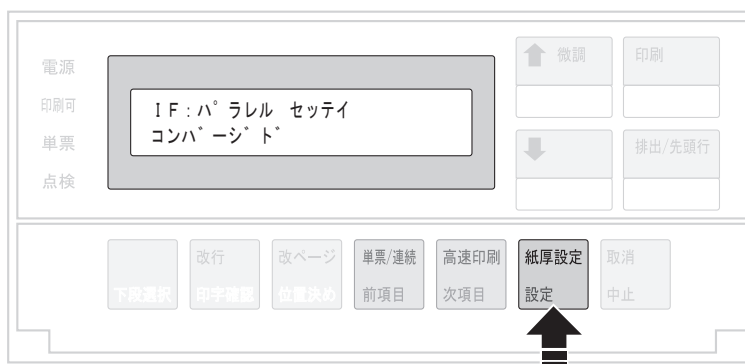 電源
印刷可
単票
点検
IF:パラレル セッテイ
コンバージド
微調
印刷
排出/先頭行
下段選択
改行
印字確認
改ページ
位置決め
単票/連続
前項目
高速印刷
次項目
紙厚設定
設定
取消
中止